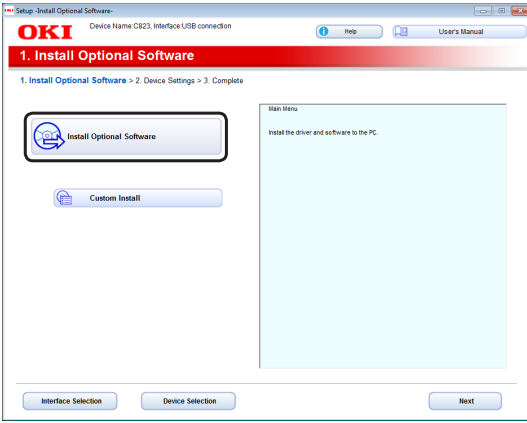 Setup -Install Optional Software-
OKI
Device Name:C823, Interface:USB connection
Help
User's Manual
1. Install Optional Software
1. Install Optional Software > 2. Device Settings > 3. Complete
Install Optional Software
Custom Install
Main Menu
Install the driver and software to the PC.
Interface Selection
Device Selection
Next